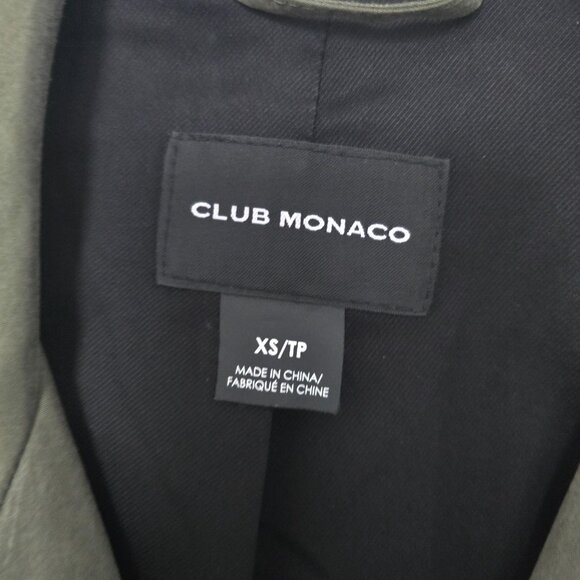 CLUB MONACO
XS/TP
MADE IN CHINA/
FABRIQUÉ EN CHINE